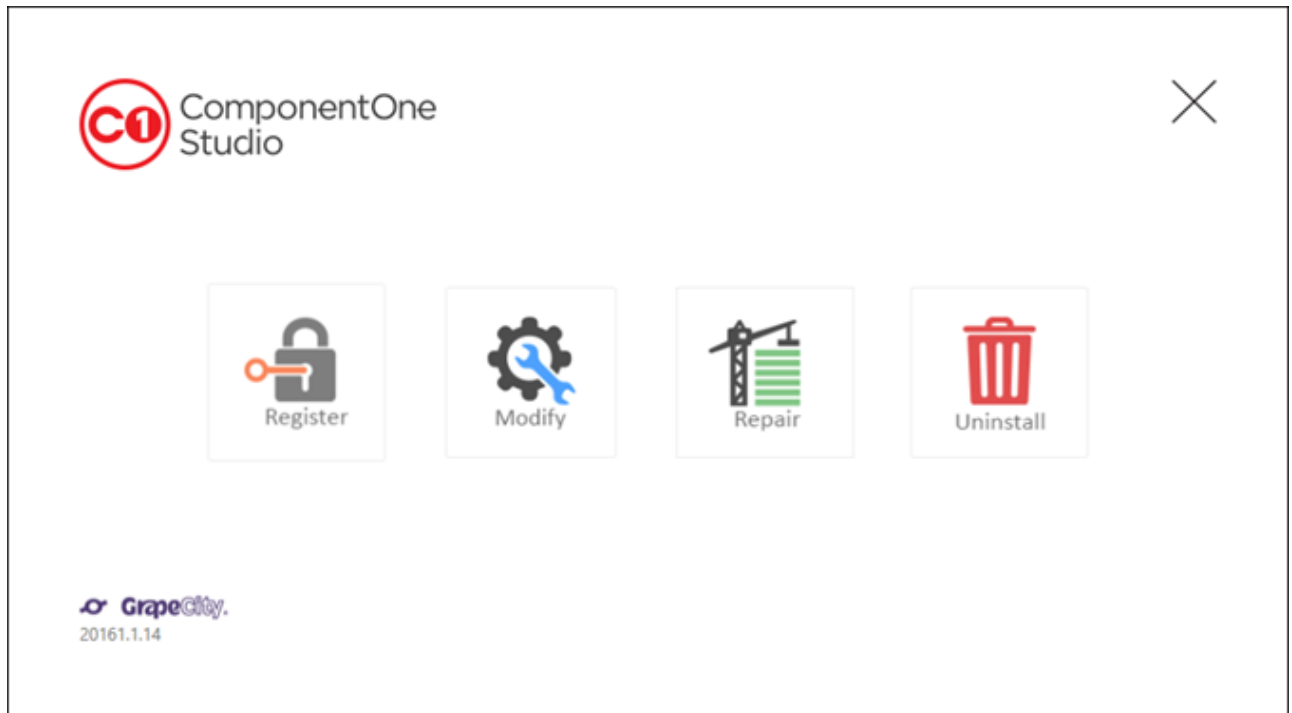 C1
ComponentOne
Studio
Register
Modify
Repair
Uninstall
GrapeCity.
20161.1.14